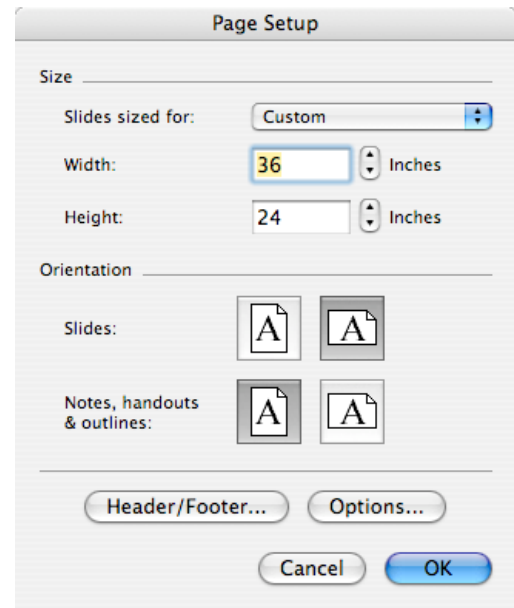 Page Setup
Size
Slides sized for: Custom
Width: 36 Inches
Height: 24 Inches
Orientation
Slides: A A
Notes, handouts
& outlines: A A
Header/Footer... Options...
Cancel OK